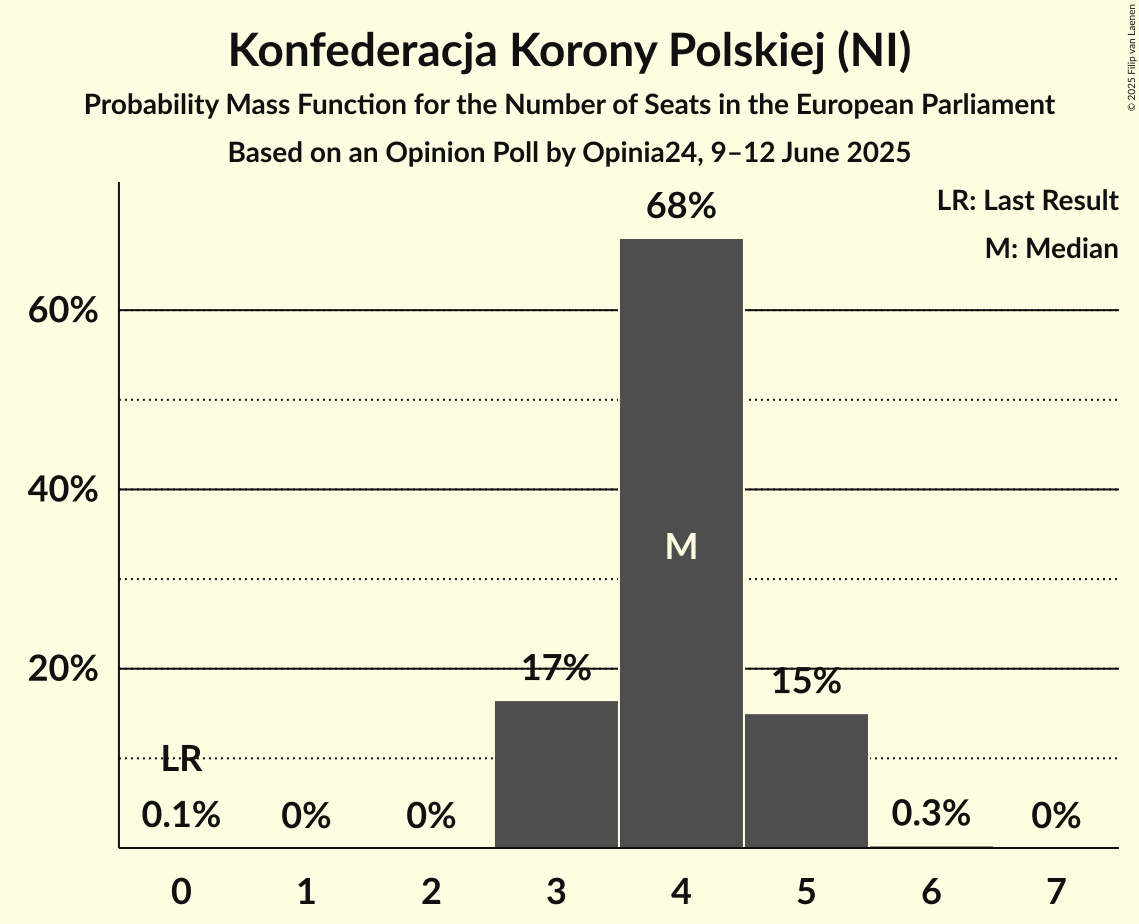 Konfederacja Korony Polskiej (NI)
Probability Mass Function for the Number of Seats in the European Parliament
Based on an Opinion Poll by Opinia24, 9–12 June 2025
© 2025 Filip van Laenen
LR: Last Result
M: Median
68%
60%
40%
M
20%
17%
15%
LR
0.1%
0%
0%
0.3%
0%
0 1 2 3 4 5 6 7